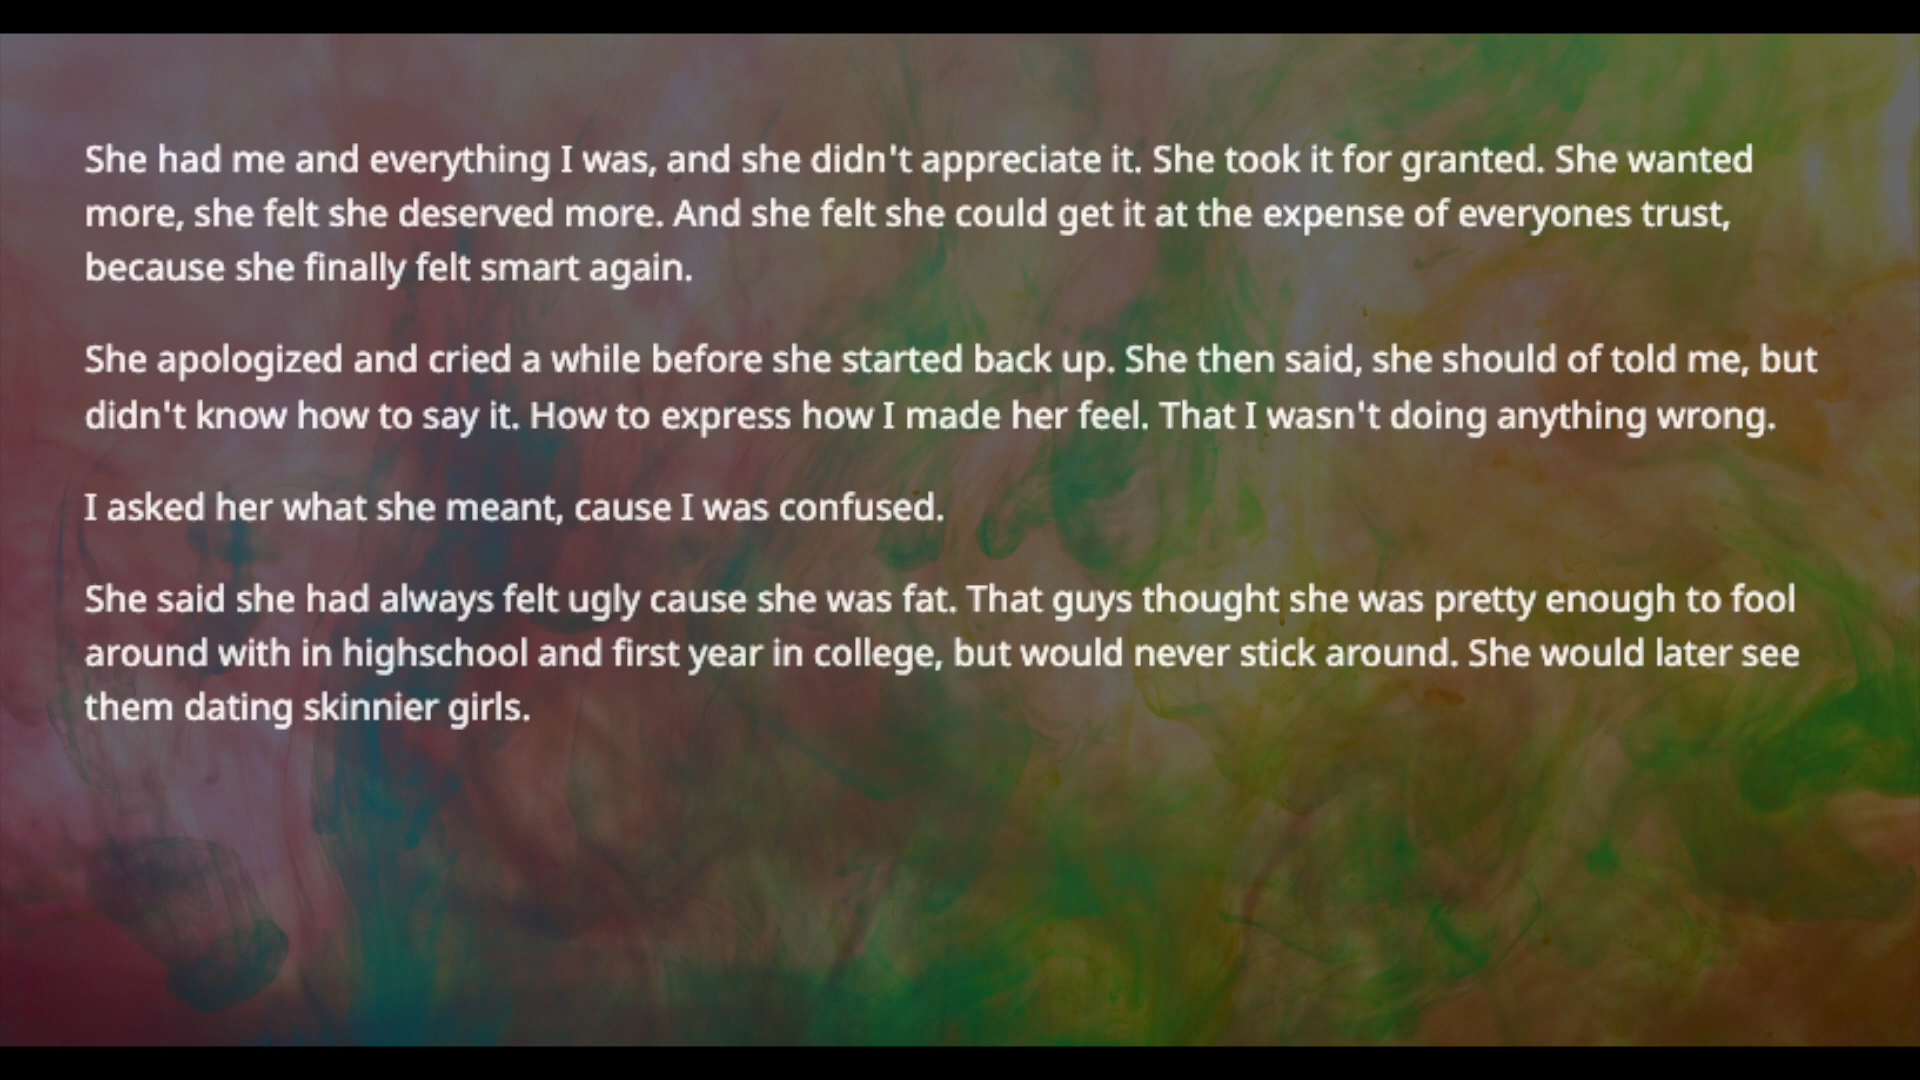 She had me and everything I was, and she didn't appreciate it. She took it for granted. She wanted
more, she felt she deserved more. And she felt she could get it at the expense of everyones trust,
because she finally felt smart again.
She apologized and cried a while before she started back up. She then said, she should of told me, but
didn't know how to say it. How to express how I made her feel. That I wasn't doing anything wrong.
I asked her what she meant, cause I was confused.
She said she had always felt ugly cause she was fat. That guys thought she was pretty enough to fool
around with in highschool and first year in college, but would never stick around. She would later see
them dating skinnier girls.